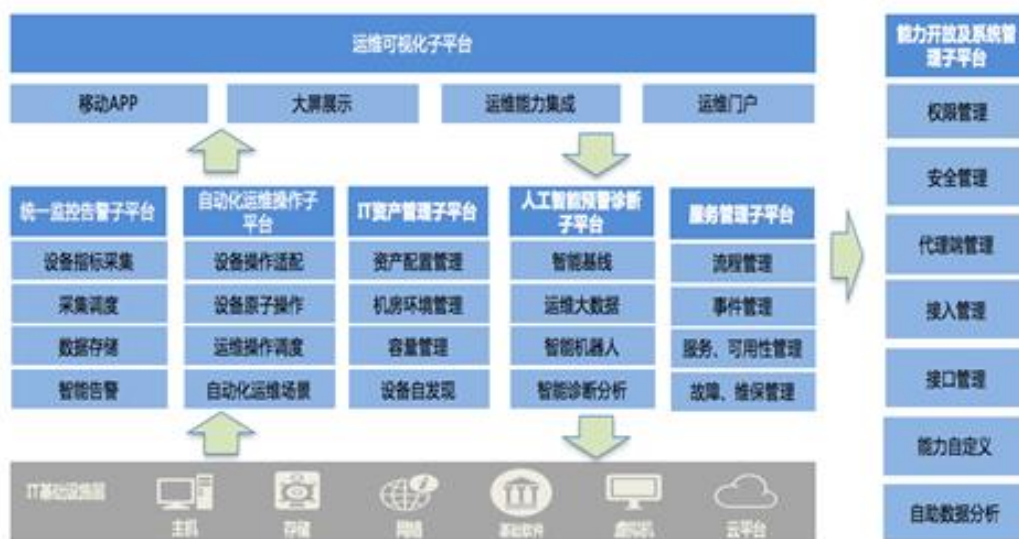 运维可视化子平台
移动APP
大屏展示
运维能力集成
运维门户
统一监控告警子平台
设备指标采集
采集调度
数据存储
智能告警
自动化运维操作子
平台
设备操作适配
设备原子操作
运维操作调度
自动化运维场景
IT资产管理子平台
资产配置管理
机房环境管理
容量管理
设备自发现
人工智能预警诊断
子平台
智能基线
运维大数据
智能机器人
智能诊断分析
服务管理子平台
流程管理
事件管理
服务、可用性管理
故障、维保管理
IT基础设施层
主机
存储
网络
基础软件
虚拟机
云平台
能力开放及系统管
理子平台
权限管理
安全管理
代理端管理
接入管理
接口管理
能力自定义
自助数据分析